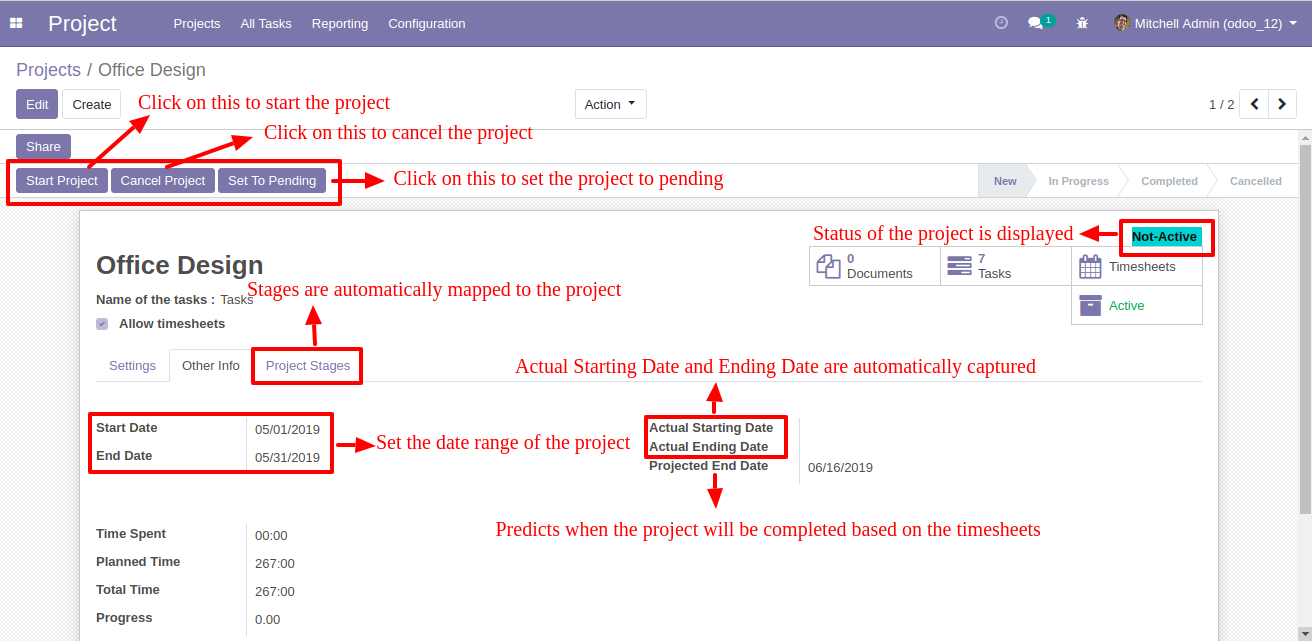 Project Projects All Tasks Reporting Configuration 1 Mitchell Admin (odoo_12)
Projects / Office Design
Edit Create Click on this to start the project Action 1 / 2
Click on this to cancel the project
Share
Start Project Cancel Project Set To Pending Click on this to set the project to pending New In Progress Completed Cancelled
Status of the project is displayed Not-Active
Office Design
0 Documents 7 Tasks Timesheets
Stages are automatically mapped to the project
Name of the tasks : Tasks
Active
Allow timesheets
Settings Other Info Project Stages
Actual Starting Date and Ending Date are automatically captured
Start Date 05/01/2019 Actual Starting Date
Set the date range of the project Actual Ending Date
End Date 05/31/2019 Projected End Date 06/16/2019
Predicts when the project will be completed based on the timesheets
Time Spent 00:00
Planned Time 267:00
Total Time 267:00
Progress 0.00